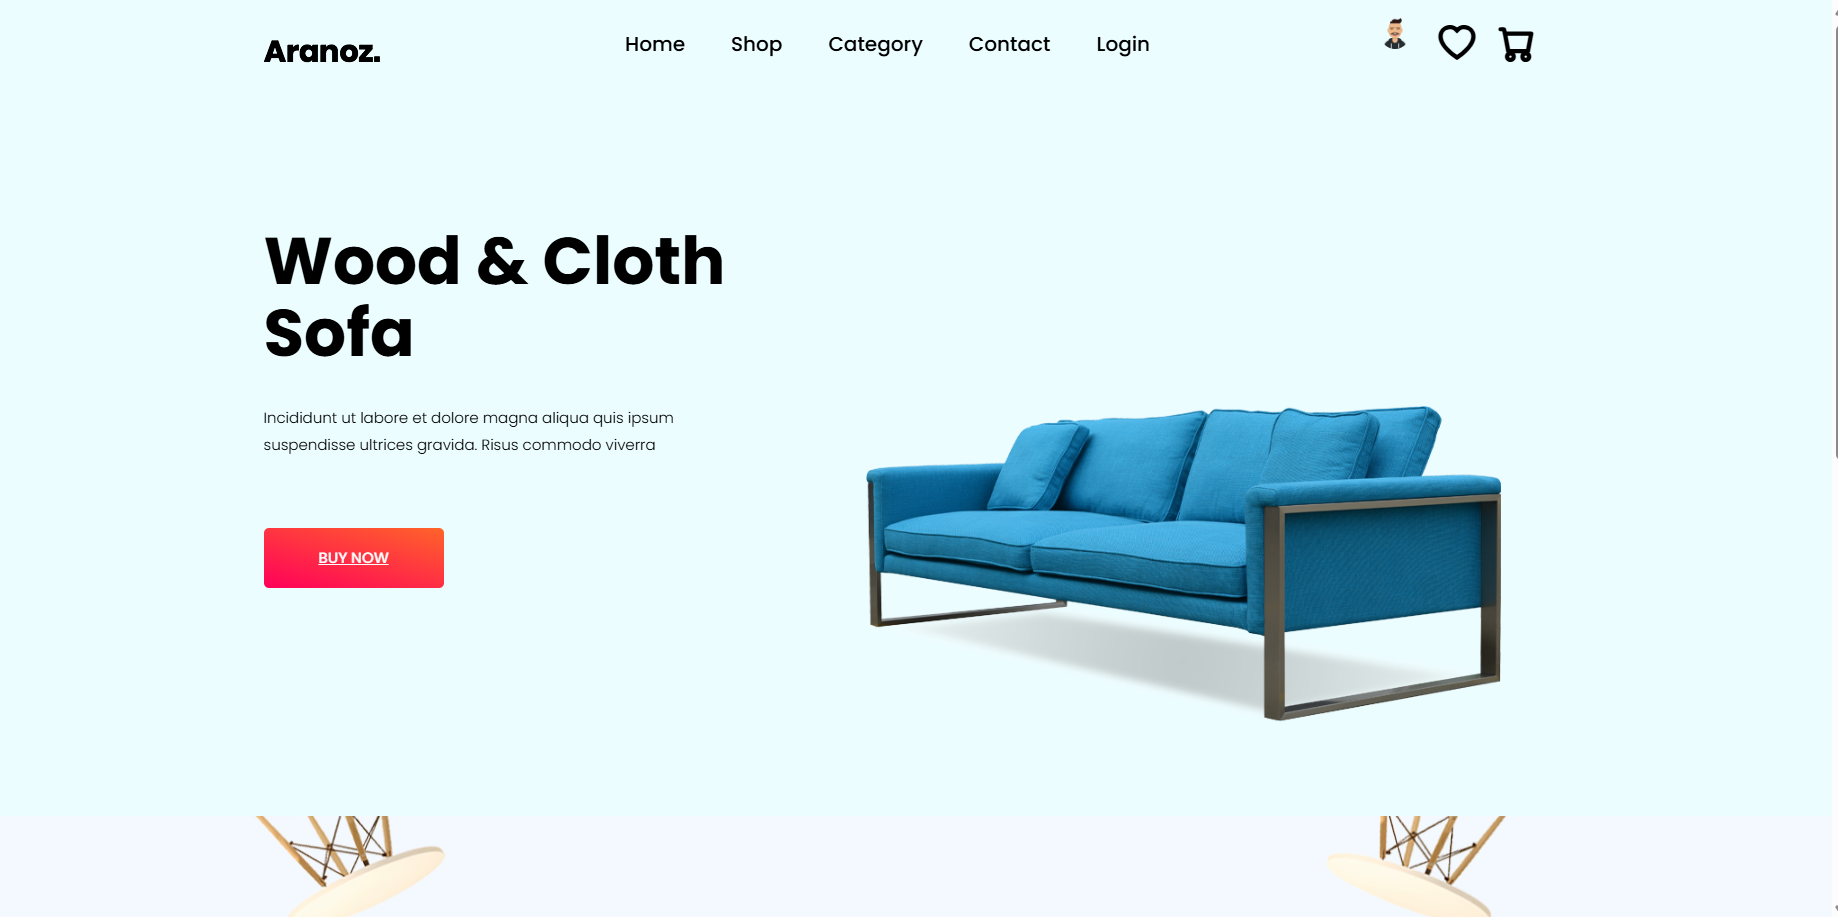 Aranoz.
Home Shop Category Contact Login
Wood & Cloth
Sofa
Incididunt ut labore et dolore magna aliqua quis ipsum
suspendisse ultrices gravida. Risus commodo viverra
BUY NOW